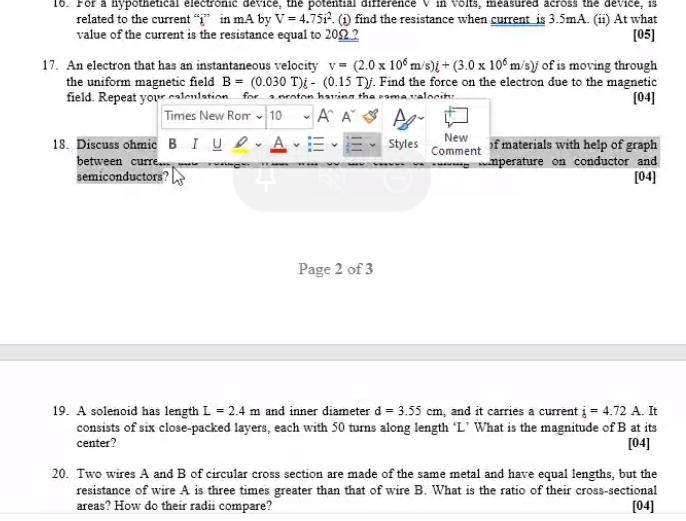 16. For a hypothetical electronic device, the potential difference V in volts, measured across the device, is
related to the current “i” in mA by V = 4.75i². (i) find the resistance when current is 3.5mA. (ii) At what
value of the current is the resistance equal to 20Ω ? [05]
17. An electron that has an instantaneous velocity v = (2.0 x 10⁶ m/s)i + (3.0 x 10⁶ m/s)j of is moving through
the uniform magnetic field B = (0.030 T)i - (0.15 T)j. Find the force on the electron due to the magnetic
field. Repeat your calculation for a proton having the same velocity. [04]
Times New Rom 10 A^ A˅ A
B I U A Styles New
Comment
18. Discuss ohmic of materials with help of graph
between temperature on conductor and
semiconductors? [04]
Page 2 of 3
19. A solenoid has length L = 2.4 m and inner diameter d = 3.55 cm, and it carries a current i = 4.72 A. It
consists of six close-packed layers, each with 50 turns along length ‘L’ What is the magnitude of B at its
center? [04]
20. Two wires A and B of circular cross section are made of the same metal and have equal lengths, but the
resistance of wire A is three times greater than that of wire B. What is the ratio of their cross-sectional
areas? How do their radii compare? [04]